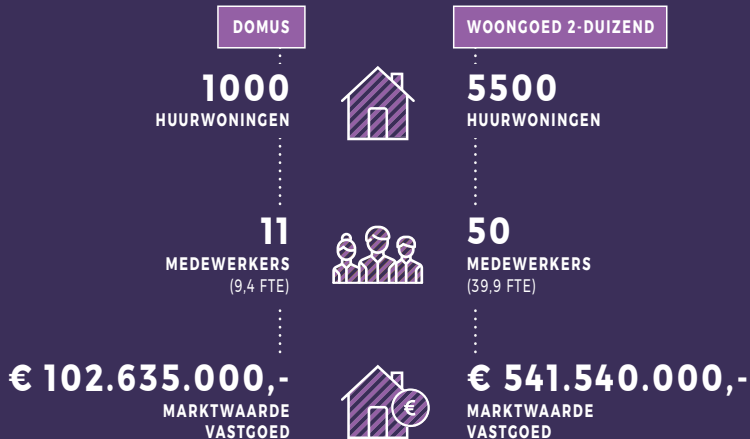 DOMUS
1000
HUURWONINGEN
11
MEDEWERKERS
(9,4 FTE)
€ 102.635.000,-
MARKTWAARDE
VASTGOED
WOONGOED 2-DUIZEND
5500
HUURWONINGEN
50
MEDEWERKERS
(39,9 FTE)
€ 541.540.000,-
MARKTWAARDE
VASTGOED
€